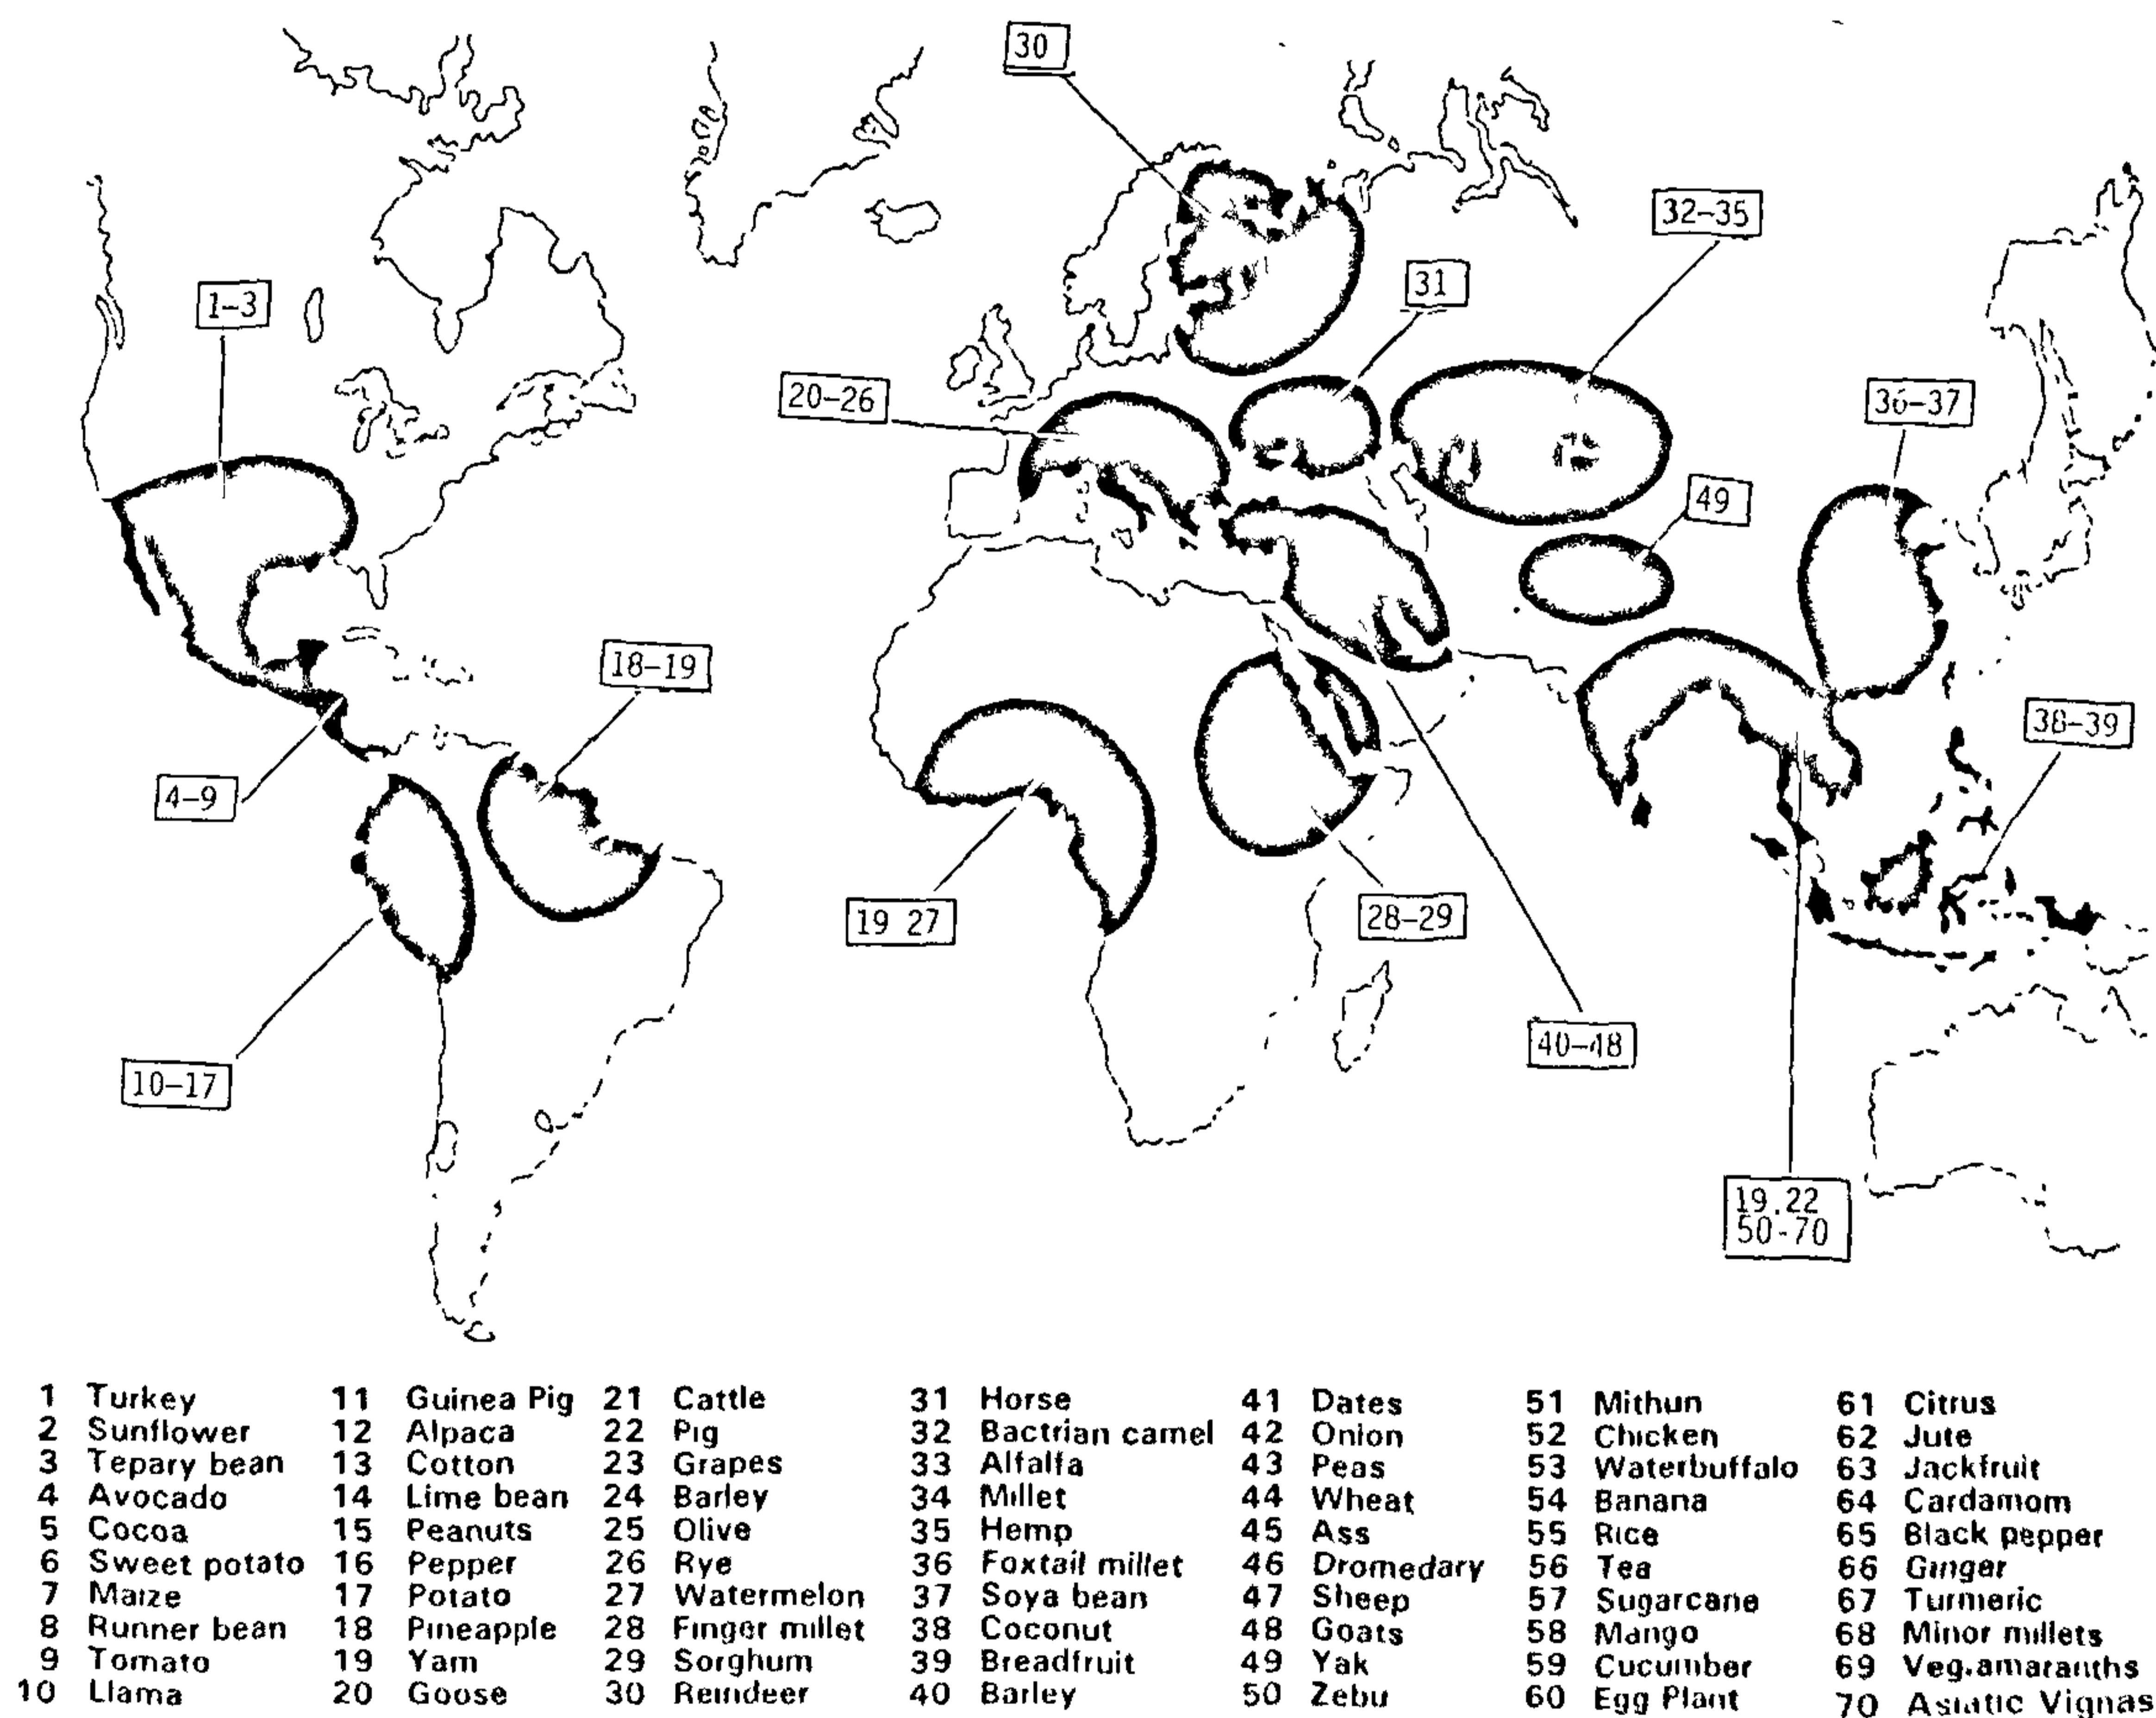 30
32-35
31
1-3
20-26
36-37
49
18-19
38-39
4-9
19 27
28-29
40-48
10-17
19.22
50-70
1 Turkey 11 Guinea Pig 21 Cattle 31 Horse 41 Dates 51 Mithun 61 Citrus
2 Sunflower 12 Alpaca 22 Pig 32 Bactrian camel 42 Onion 52 Chicken 62 Jute
3 Tepary bean 13 Cotton 23 Grapes 33 Alfalfa 43 Peas 53 Waterbuffalo 63 Jackfruit
4 Avocado 14 Lime bean 24 Barley 34 Millet 44 Wheat 54 Banana 64 Cardamom
5 Cocoa 15 Peanuts 25 Olive 35 Hemp 45 Ass 55 Rice 65 Black pepper
6 Sweet potato 16 Pepper 26 Rye 36 Foxtail millet 46 Dromedary 56 Tea 66 Ginger
7 Maize 17 Potato 27 Watermelon 37 Soya bean 47 Sheep 57 Sugarcane 67 Turmeric
8 Runner bean 18 Pineapple 28 Finger millet 38 Coconut 48 Goats 58 Mango 68 Minor millets
9 Tomato 19 Yam 29 Sorghum 39 Breadfruit 49 Yak 59 Cucumber 69 Veg.amaranths
10 Llama 20 Goose 30 Reindeer 40 Barley 50 Zebu 60 Egg Plant 70 Asiatic Vignas